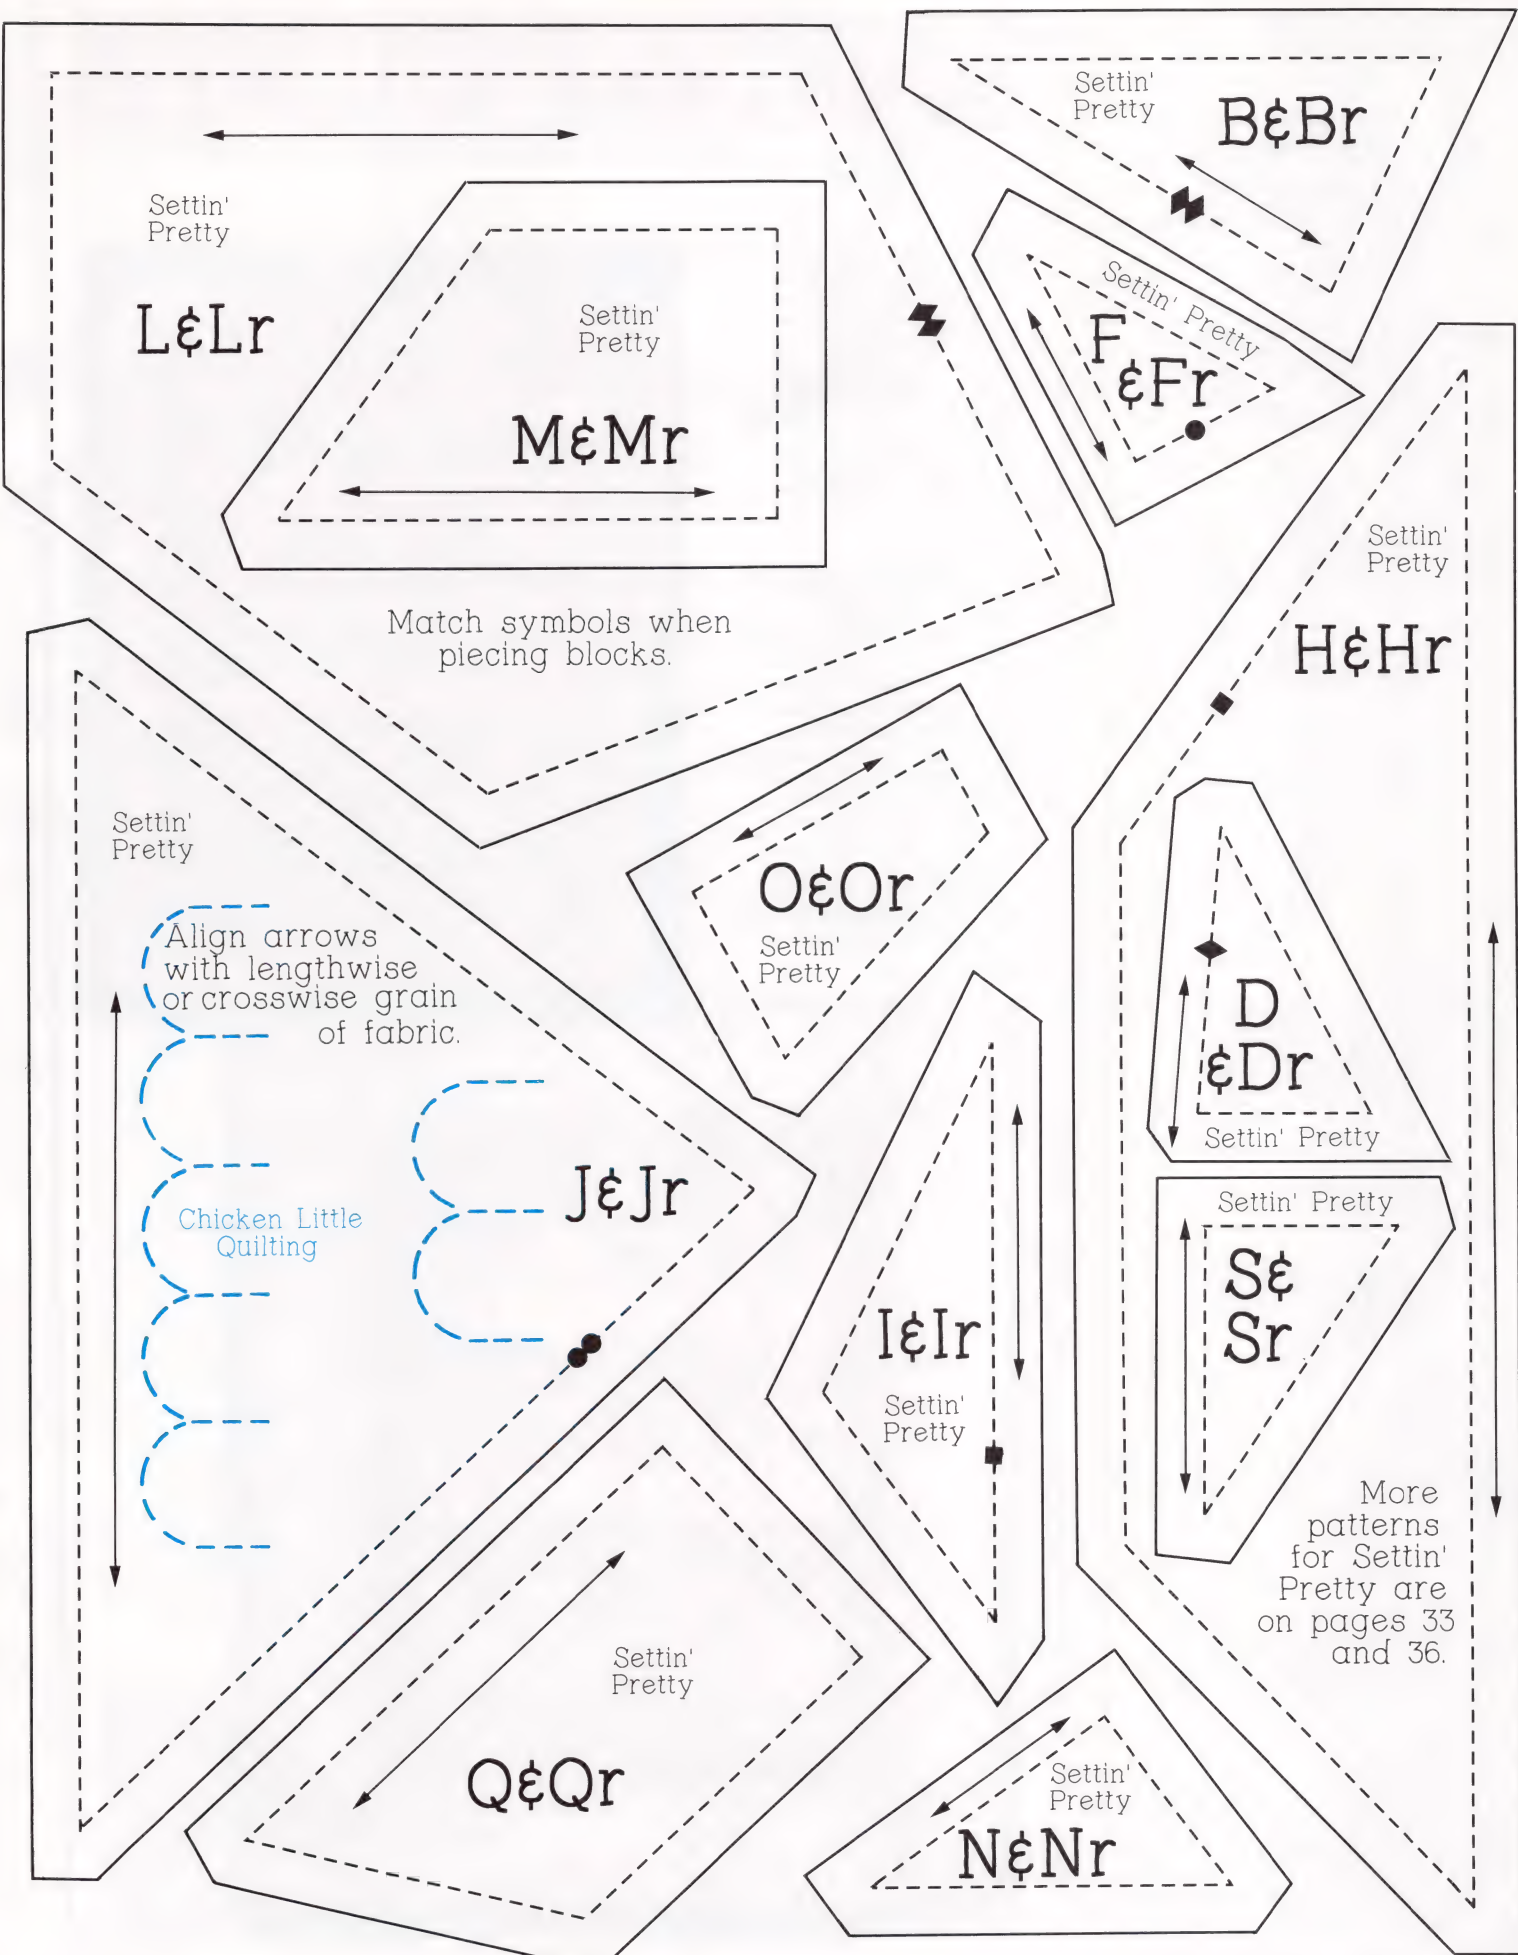 Settin'
Pretty
L&Lr
Settin'
Pretty
M&Mr
Match symbols when
piecing blocks.
Settin'
Pretty
B&Br
Settin' Pretty
F
&Fr
Settin'
Pretty
H&Hr
Settin'
Pretty
Align arrows
with lengthwise
or crosswise grain
of fabric.
Chicken Little
Quilting
J&Jr
O&Or
Settin'
Pretty
D
&Dr
Settin' Pretty
Settin' Pretty
S&
Sr
I&Ir
Settin'
Pretty
More
patterns
for Settin'
Pretty are
on pages 33
and 36.
Settin'
Pretty
Q&Qr
Settin'
Pretty
N&Nr